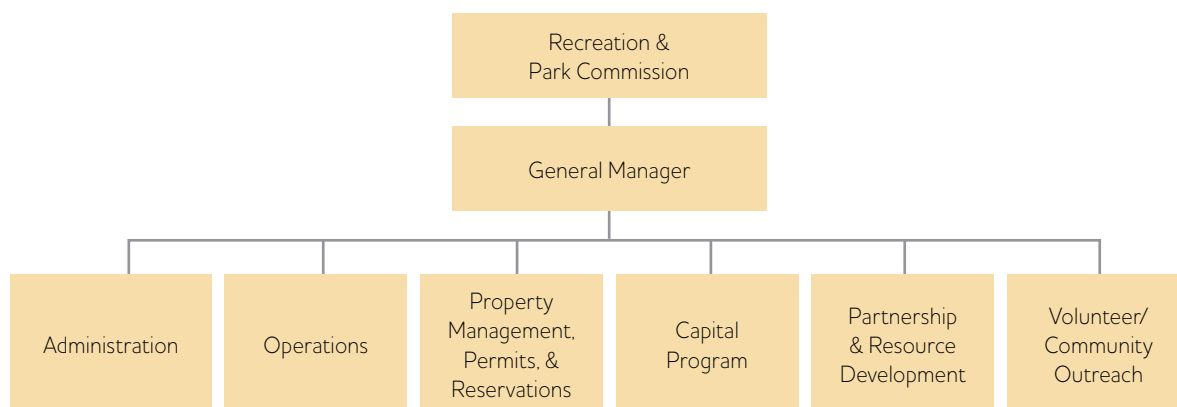 Recreation &
Park Commission
General Manager
Administration
Operations
Property
Management,
Permits, &
Reservations
Capital
Program
Partnership
& Resource
Development
Volunteer/
Community
Outreach